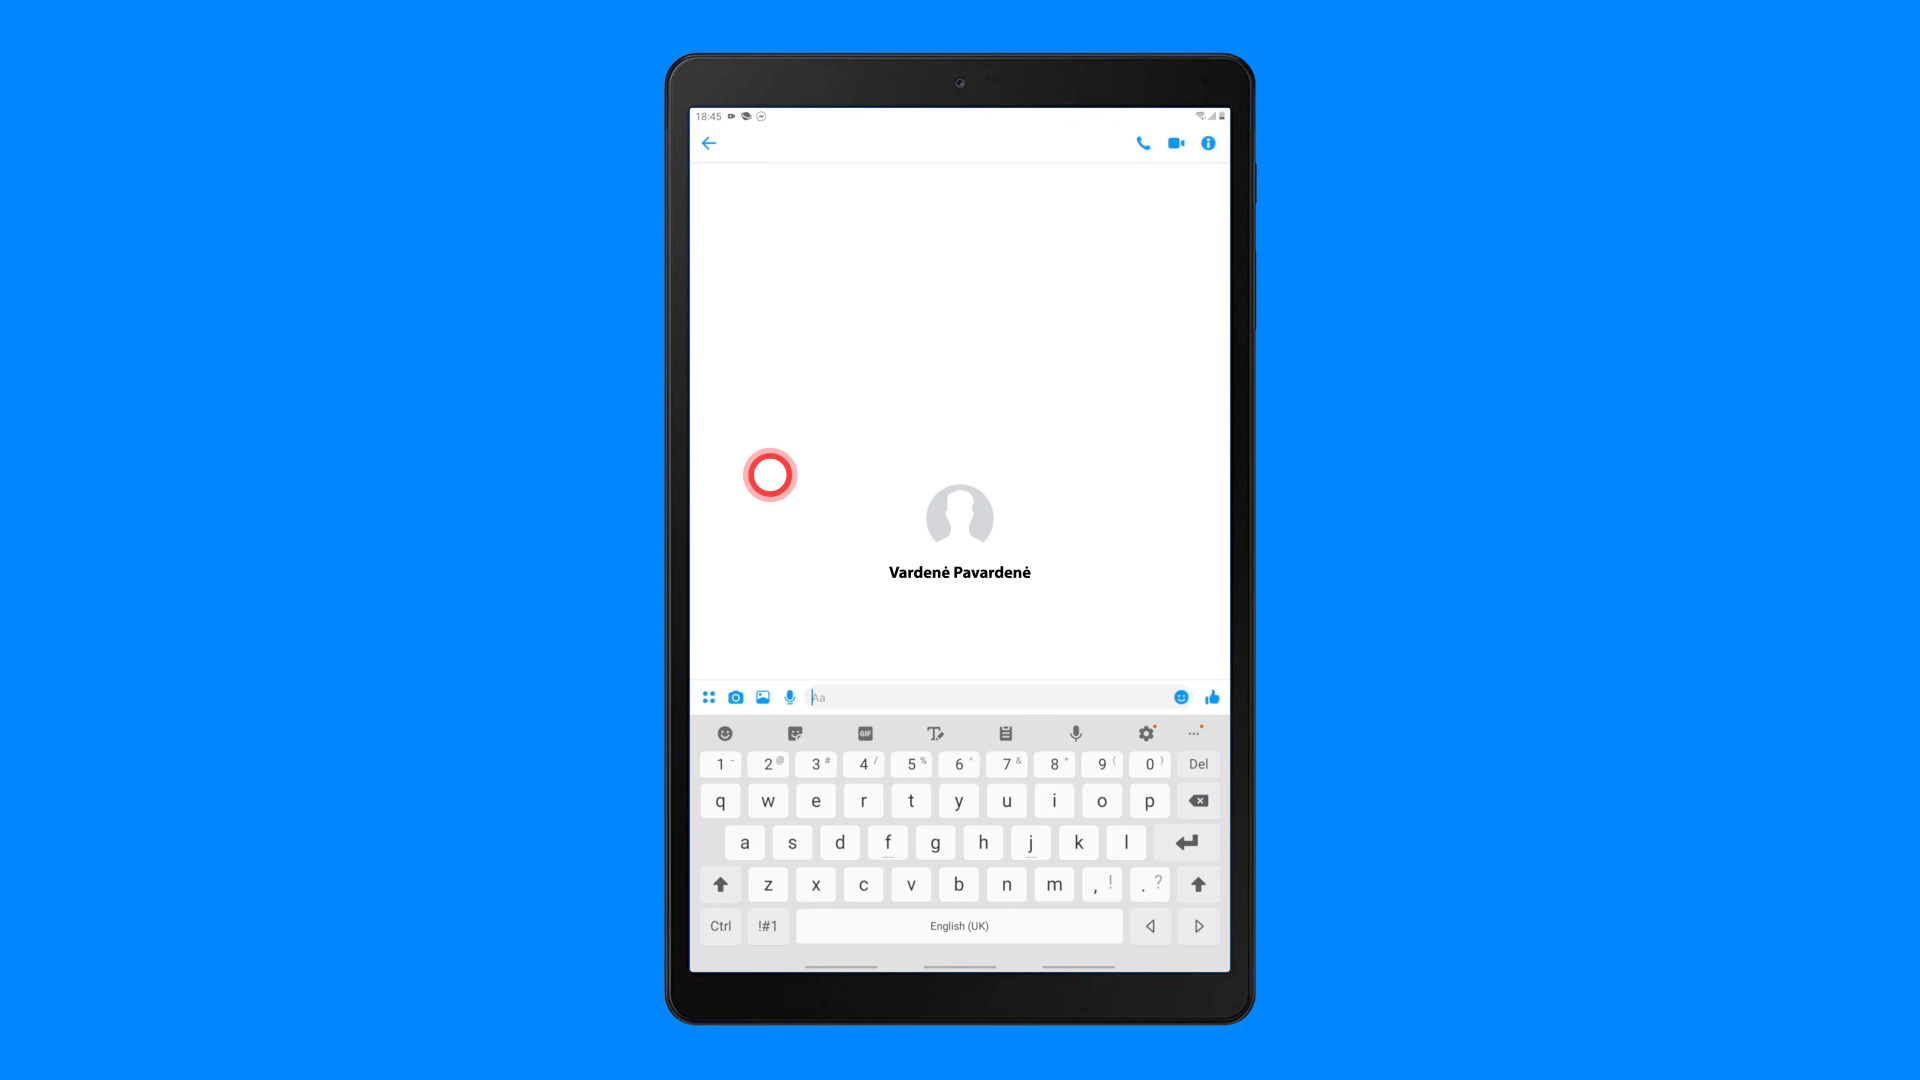 18:45
Vardenė Pavardenė
Aa
GIF
1 - 2 @ 3 # 4 / 5 % 6 ^ 7 & 8 * 9 ( 0 ) Del
q w e r t y u i o p
a s d f g h j k l
z x c v b n m , ! . ?
Ctrl !#1 English (UK)